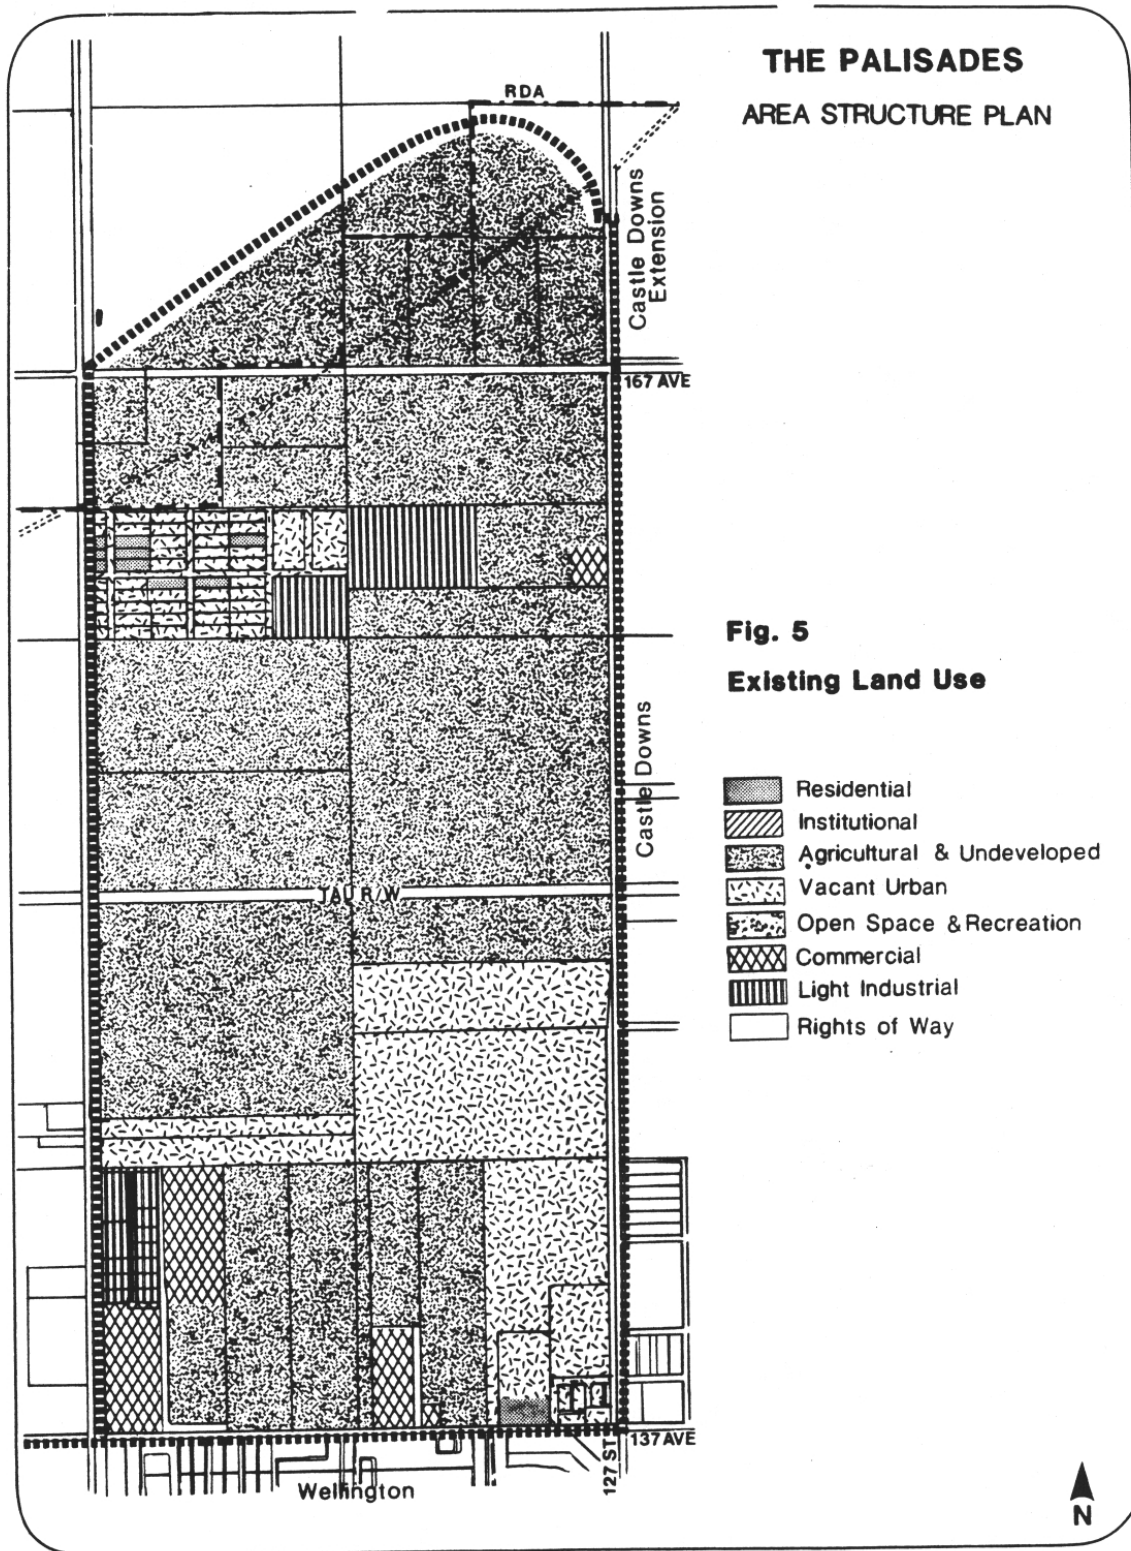 THE PALISADES
AREA STRUCTURE PLAN
RDA
Castle Downs
Extension
167 AVE
Fig. 5
Existing Land Use
Castle Downs
Residential
Institutional
Agricultural & Undeveloped
Vacant Urban
Open Space & Recreation
Commercial
Light Industrial
Rights of Way
TAU R/W
137 AVE
127 ST
Wellington
N